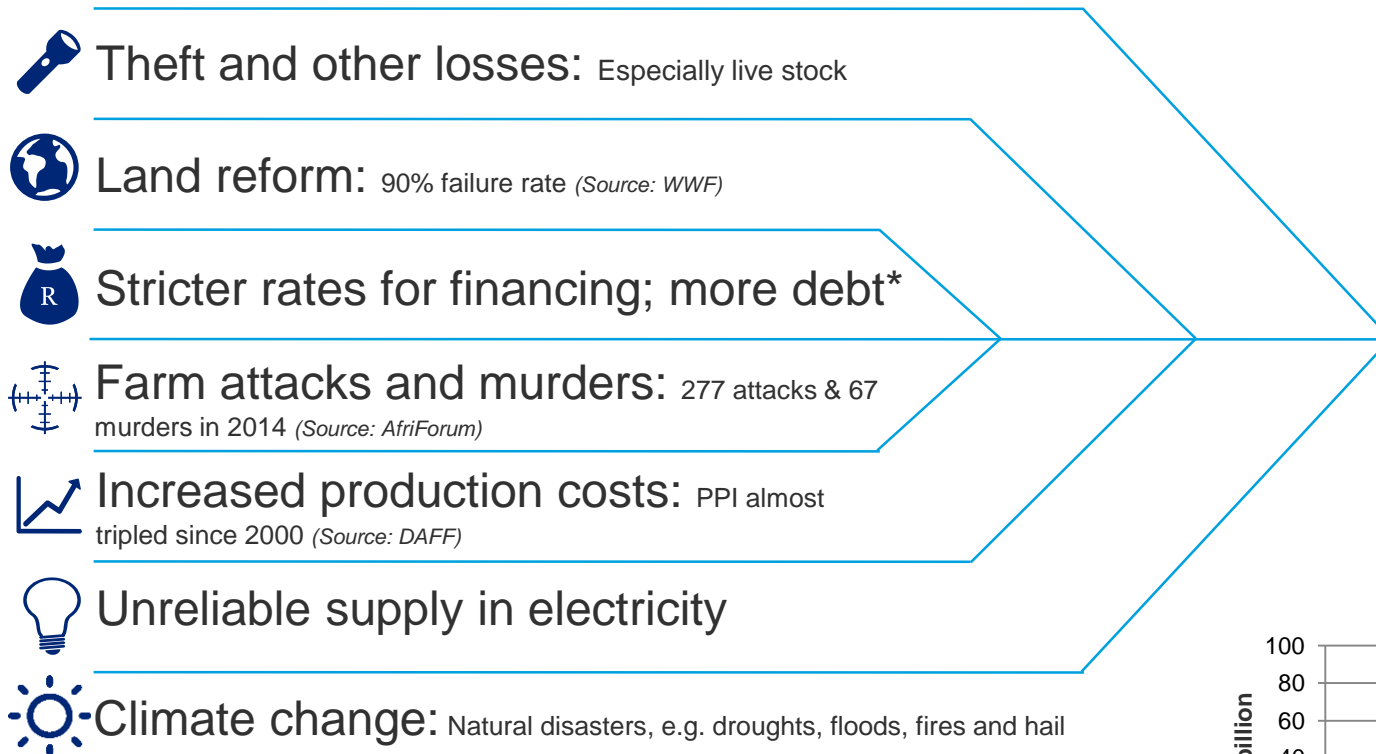 Theft and other losses: Especially live stock
Land reform: 90% failure rate (Source: WWF)
R
Stricter rates for financing; more debt*
Farm attacks and murders: 277 attacks & 67
murders in 2014 (Source: AfriForum)
Increased production costs: PPI almost
tripled since 2000 (Source: DAFF)
Unreliable supply in electricity
Climate change: Natural disasters, e.g. droughts, floods, fires and hail
100
80
60